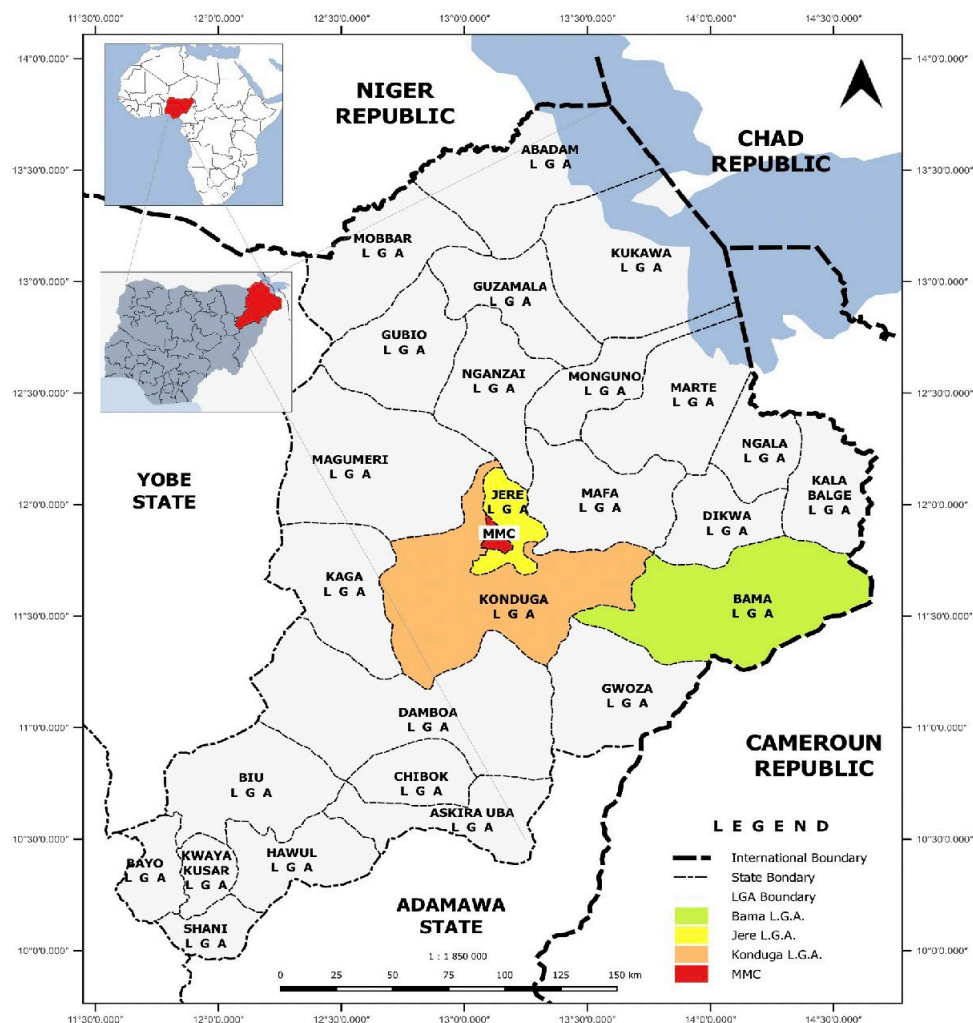 11°30'0.000" 12°0'0.000" 12°30'0.000" 13°0'0.000" 13°30'0.000" 14°0'0.000" 14°30'0.000"
14°0'0.000" 14°0'0.000"
NIGER
REPUBLIC
CHAD
REPUBLIC
ABADAM
L G A
13°30'0.000" 13°30'0.000"
MOBBAR
L G A
KUKAWA
L G A
13°0'0.000" 13°0'0.000"
GUZAMALA
L G A
GUBIO
L G A
NGANZAI
L G A
MONGUNO
L G A
MARTE
L G A
12°30'0.000" 12°30'0.000"
NGALA
L G A
MAGUMERI
L G A
YOBE
STATE
JERE
L G A
MAFA
L G A
KALA
BALGE
L G A
12°0'0.000" 12°0'0.000"
DIKWA
L G A
MMC
KAGA
L G A
KONDUGA
L G A
BAMA
L G A
11°30'0.000" 11°30'0.000"
GWOZA
L G A
DAMBOA
L G A
11°0'0.000" 11°0'0.000"
CAMEROUN
REPUBLIC
BIU
L G A
CHIBOK
L G A
ASKIRA UBA
L G A
10°30'0.000" 10°30'0.000"
BAYO
L G A
KWAYA
KUSAR
L G A
HAWUL
L G A
SHANI
L G A
ADAMAWA
STATE
10°0'0.000" 10°0'0.000"
L E G E N D
International Boundary
State Bondary
LGA Boundary
Bama L.G.A.
Jere L.G.A.
Konduga L.G.A.
MMC
1 : 1 850 000
0 25 50 75 100 125 150 km
11°30'0.000" 12°0'0.000" 12°30'0.000" 13°0'0.000" 13°30'0.000" 14°0'0.000" 14°30'0.000"